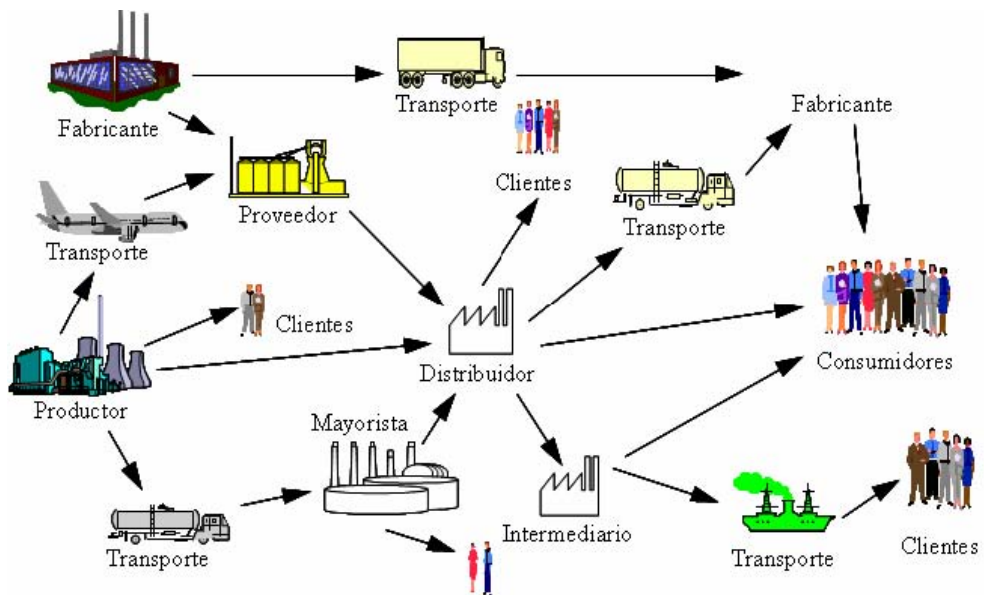 Transporte
Fabricante
Fabricante
Clientes
Proveedor
Transporte
Transporte
Clientes
Consumidores
Distribuidor
Productor
Mayorista
Intermediario
Transporte
Transporte
Clientes